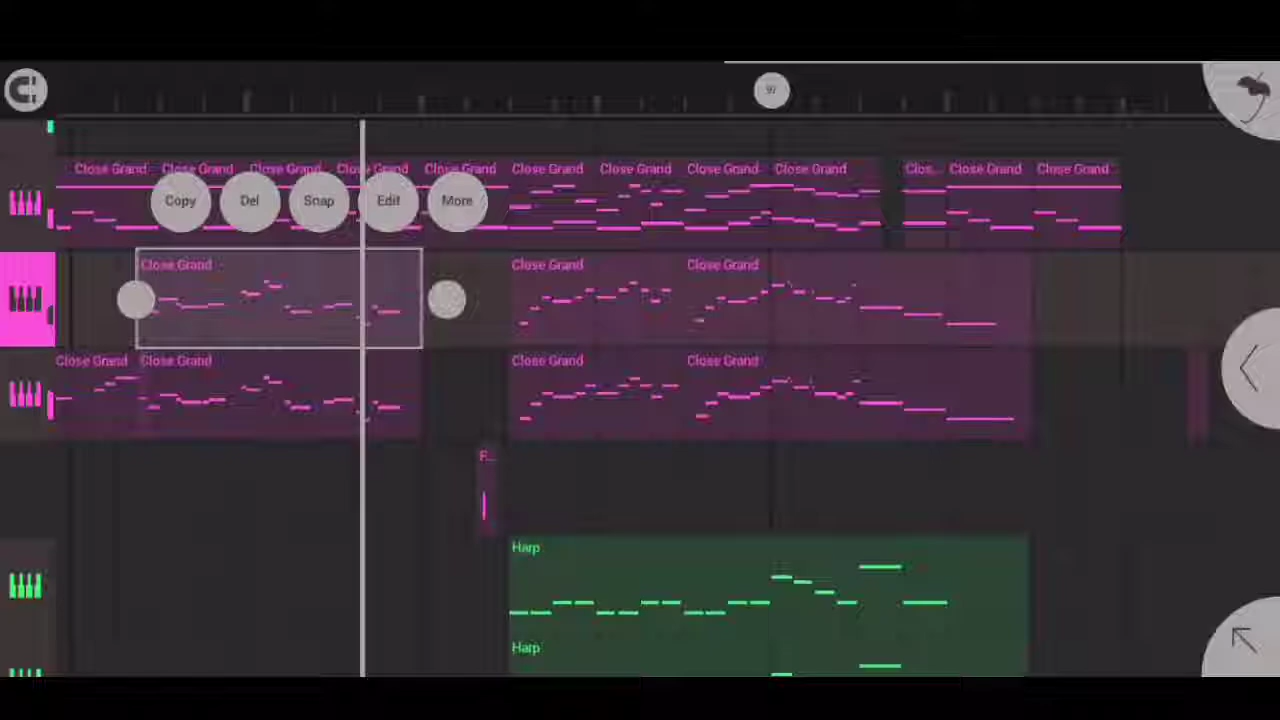 97
Close Grand Close Grand Close Grand Close Grand Close Grand Close Grand Close Grand Close Grand Close Grand Clos... Close Grand Close Grand
Copy Del Snap Edit More
Close Grand Close Grand Close Grand
Close Grand Close Grand Close Grand Close Grand
F...
Harp
Harp